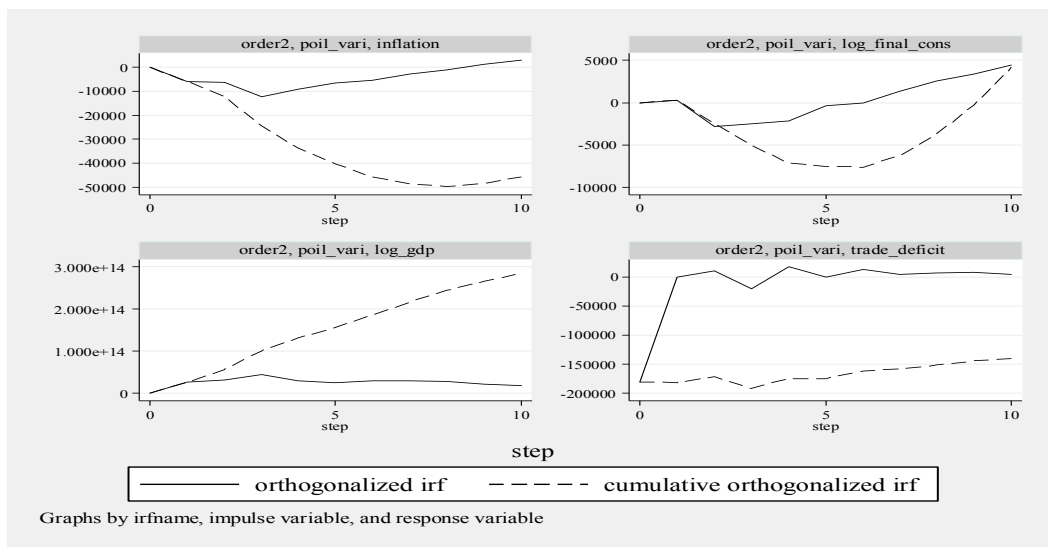 order2, poil_vari, inflation
0
-10000
-20000
-30000
-40000
-50000
0 5 10
step
order2, poil_vari, log_final_cons
5000
0
-5000
-10000
0 5 10
step
order2, poil_vari, log_gdp
3.000e+14
2.000e+14
1.000e+14
0
0 5 10
step
order2, poil_vari, trade_deficit
0
-50000
-100000
-150000
-200000
0 5 10
step
step
orthogonalized irf cumulative orthogonalized irf
Graphs by irfname, impulse variable, and response variable